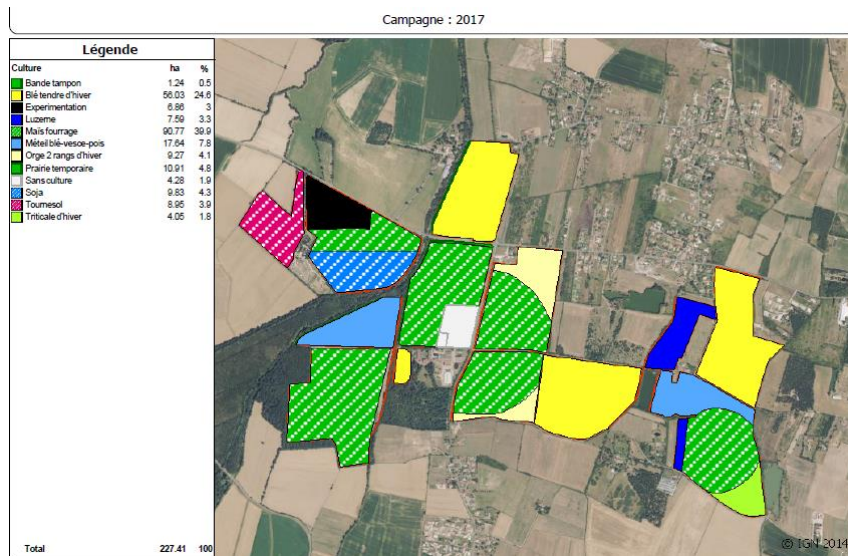 Campagne : 2017
Légende
Culture ha %
Bande tampon 1.24 0.5
Blé tendre d'hiver 56.03 24.6
Experimentation 6.86 3
Luzerne 7.59 3.3
Maïs fourrage 90.77 39.9
Méteil blé-vesce-pois 17.64 7.8
Orge 2 rangs d'hiver 9.27 4.1
Prairie temporaire 10.91 4.8
Sans culture 4.28 1.9
Soja 9.83 4.3
Tournesol 8.95 3.9
Triticale d'hiver 4.05 1.8
Total 227.41 100
© IGN 2014